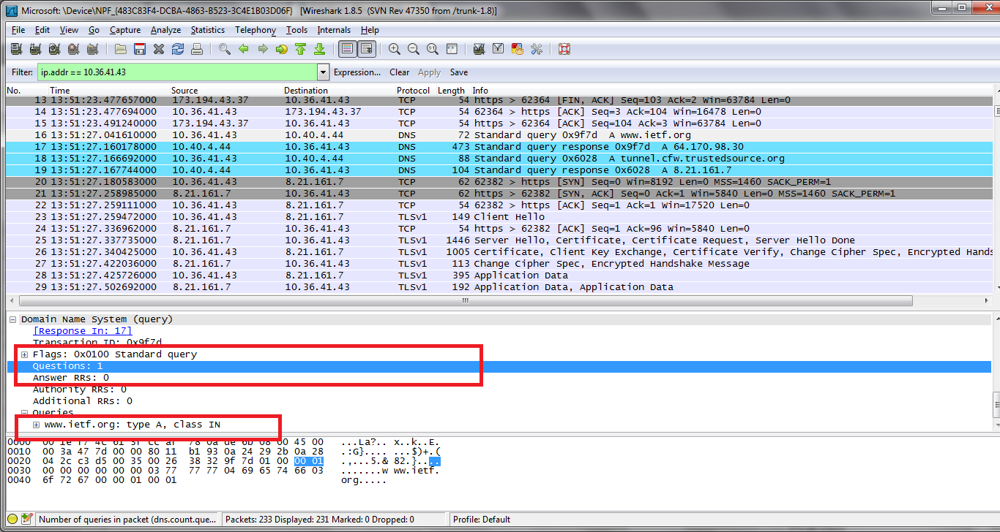 Microsoft: \Device\NPF_{483C83F4-DCBA-4863-B523-3C4E1B03D06F} [Wireshark 1.8.5 (SVN Rev 47350 from /trunk-1.8)]
File Edit View Go Capture Analyze Statistics Telephony Tools Internals Help
Filter: ip.addr == 10.36.41.43 Expression... Clear Apply Save
No. Time Source Destination Protocol Length Info
13 13:51:23.477657000 173.194.43.37 10.36.41.43 TCP 54 https > 62364 [FIN, ACK] Seq=103 Ack=2 Win=63784 Len=0
14 13:51:23.477694000 10.36.41.43 173.194.43.37 TCP 54 62364 > https [ACK] Seq=3 Ack=104 Win=16478 Len=0
15 13:51:23.491240000 173.194.43.37 10.36.41.43 TCP 54 https > 62364 [ACK] Seq=104 Ack=3 Win=63784 Len=0
16 13:51:27.041610000 10.36.41.43 10.40.4.44 DNS 72 Standard query 0x9f7d A www.ietf.org
17 13:51:27.160178000 10.40.4.44 10.36.41.43 DNS 473 Standard query response 0x9f7d A 64.170.98.30
18 13:51:27.166692000 10.36.41.43 10.40.4.44 DNS 88 Standard query 0x6028 A tunnel.cfw.trustedsource.org
19 13:51:27.167744000 10.40.4.44 10.36.41.43 DNS 104 Standard query response 0x6028 A 8.21.161.7
20 13:51:27.180583000 10.36.41.43 8.21.161.7 TCP 62 62382 > https [SYN] Seq=0 Win=8192 Len=0 MSS=1460 SACK_PERM=1
21 13:51:27.258985000 8.21.161.7 10.36.41.43 TCP 62 https > 62382 [SYN, ACK] Seq=0 Ack=1 Win=5840 Len=0 MSS=1460 SACK_PERM=1
22 13:51:27.259111000 10.36.41.43 8.21.161.7 TCP 54 62382 > https [ACK] Seq=1 Ack=1 Win=17520 Len=0
23 13:51:27.259472000 10.36.41.43 8.21.161.7 TLSv1 149 Client Hello
24 13:51:27.336962000 8.21.161.7 10.36.41.43 TCP 54 https > 62382 [ACK] Seq=1 Ack=96 Win=5840 Len=0
25 13:51:27.337735000 8.21.161.7 10.36.41.43 TLSv1 1446 Server Hello, Certificate, Certificate Request, Server Hello Done
26 13:51:27.340425000 10.36.41.43 8.21.161.7 TLSv1 1005 Certificate, Client Key Exchange, Certificate Verify, Change Cipher Spec, Encrypted Hands
27 13:51:27.422036000 8.21.161.7 10.36.41.43 TLSv1 113 Change Cipher Spec, Encrypted Handshake Message
28 13:51:27.425726000 10.36.41.43 8.21.161.7 TLSv1 395 Application Data
29 13:51:27.502692000 8.21.161.7 10.36.41.43 TLSv1 192 Application Data, Application Data
Domain Name System (query)
[Response In: 17]
Transaction ID: 0x9f7d
Flags: 0x0100 Standard query
Questions: 1
Answer RRs: 0
Authority RRs: 0
Additional RRs: 0
Queries
www.ietf.org: type A, class IN
0000 00 1e f7 4c 61 3f cc af 78 0a de 6b 08 00 45 00 ...La?.. x..k..E.
0010 00 3a 47 7d 00 00 80 11 b1 93 0a 24 29 2b 0a 28 .:G}.... ...$)+.(
0020 04 2c c3 d5 00 35 00 26 38 32 9f 7d 01 00 00 01 .,...5.& 82.}....
0030 00 00 00 00 00 00 03 77 77 77 04 69 65 74 66 03 .......w ww.ietf.
0040 6f 72 67 00 00 01 00 01 org.....
Number of queries in packet (dns.count.que... Packets: 233 Displayed: 231 Marked: 0 Dropped: 0 Profile: Default